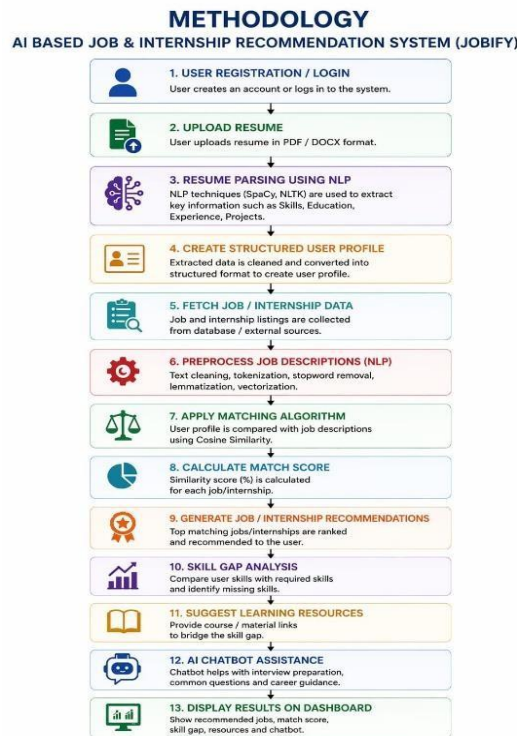 METHODOLOGY
AI BASED JOB & INTERNSHIP RECOMMENDATION SYSTEM (JOBIFY)
1. USER REGISTRATION / LOGIN
User creates an account or logs in to the system.
2. UPLOAD RESUME
User uploads resume in PDF / DOCX format.
3. RESUME PARSING USING NLP
NLP techniques (SpaCy, NLTK) are used to extract
key information such as Skills, Education,
Experience, Projects.
4. CREATE STRUCTURED USER PROFILE
Extracted data is cleaned and converted into
structured format to create user profile.
5. FETCH JOB / INTERNSHIP DATA
Job and internship listings are collected
from database / external sources.
6. PREPROCESS JOB DESCRIPTIONS (NLP)
Text cleaning, tokenization, stopword removal,
lemmatization, vectorization.
7. APPLY MATCHING ALGORITHM
User profile is compared with job descriptions
using Cosine Similarity.
8. CALCULATE MATCH SCORE
Similarity score (%) is calculated
for each job/internship.
9. GENERATE JOB / INTERNSHIP RECOMMENDATIONS
Top matching jobs/internships are ranked
and recommended to the user.
10. SKILL GAP ANALYSIS
Compare user skills with required skills
and identify missing skills.
11. SUGGEST LEARNING RESOURCES
Provide course / material links
to bridge the skill gap.
12. AI CHATBOT ASSISTANCE
Chatbot helps with interview preparation,
common questions and career guidance.
13. DISPLAY RESULTS ON DASHBOARD
Show recommended jobs, match score,
skill gap, resources and chatbot.